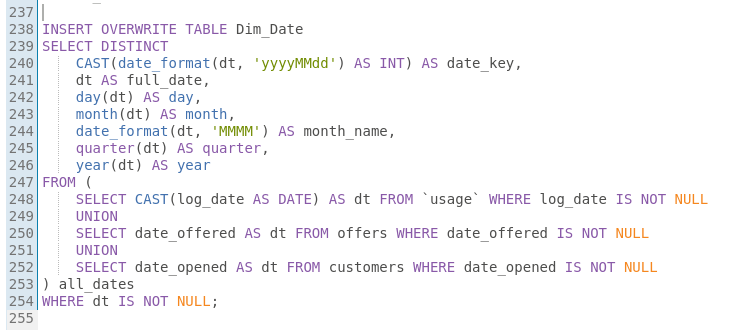 237
238 INSERT OVERWRITE TABLE Dim_Date
239 SELECT DISTINCT
240     CAST(date_format(dt, 'yyyyMMdd') AS INT) AS date_key,
241     dt AS full_date,
242     day(dt) AS day,
243     month(dt) AS month,
244     date_format(dt, 'MMMM') AS month_name,
245     quarter(dt) AS quarter,
246     year(dt) AS year
247 FROM (
248     SELECT CAST(log_date AS DATE) AS dt FROM `usage` WHERE log_date IS NOT NULL
249     UNION
250     SELECT date_offered AS dt FROM offers WHERE date_offered IS NOT NULL
251     UNION
252     SELECT date_opened AS dt FROM customers WHERE date_opened IS NOT NULL
253 ) all_dates
254 WHERE dt IS NOT NULL;
255